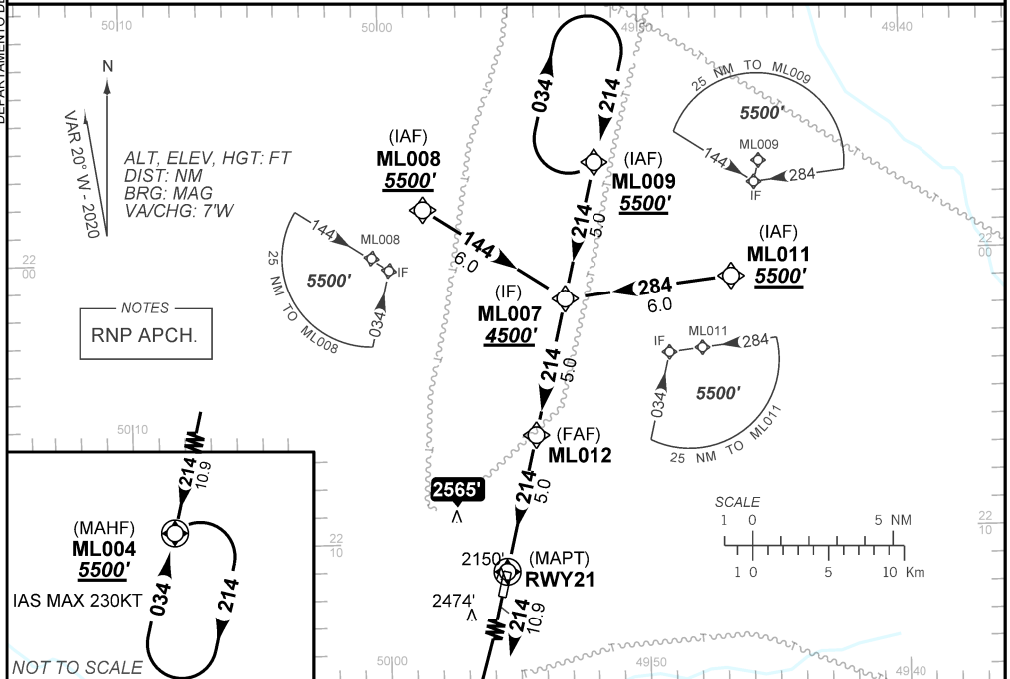 DEPARTAMENTO DE
50/10
50/00
49/50
49/40
N
VAR 20° W - 2020
ALT, ELEV, HGT: FT
DIST: NM
BRG: MAG
VA/CHG: 7'W
034
214
(IAF)
ML008
5500'
(IAF)
ML009
5500'
25 NM TO ML009
5500'
ML009
144
284
IF
144
ML008
IF
5500'
034
25 NM TO ML008
144
6.0
214
5.0
(IAF)
ML011
5500'
284
6.0
22
00
22
00
(IF)
ML007
4500'
NOTES
RNP APCH.
214
5.0
IF
ML011
284
5500'
034
25 NM TO ML011
50/10
(FAF)
ML012
214
5.0
2565'
SCALE
1 0 5 NM
1 0 5 10 Km
22
10
22
10
214
10.9
(MAHF)
ML004
5500'
IAS MAX 230KT
034
214
NOT TO SCALE
2150'
(MAPT)
RWY21
2474'
214
10.9
50/00
49/50
49/40